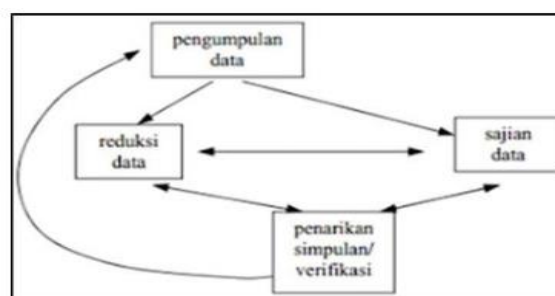 pengumpulan
data
reduksi
data
sajian
data
penarikan
simpulan/
verifikasi